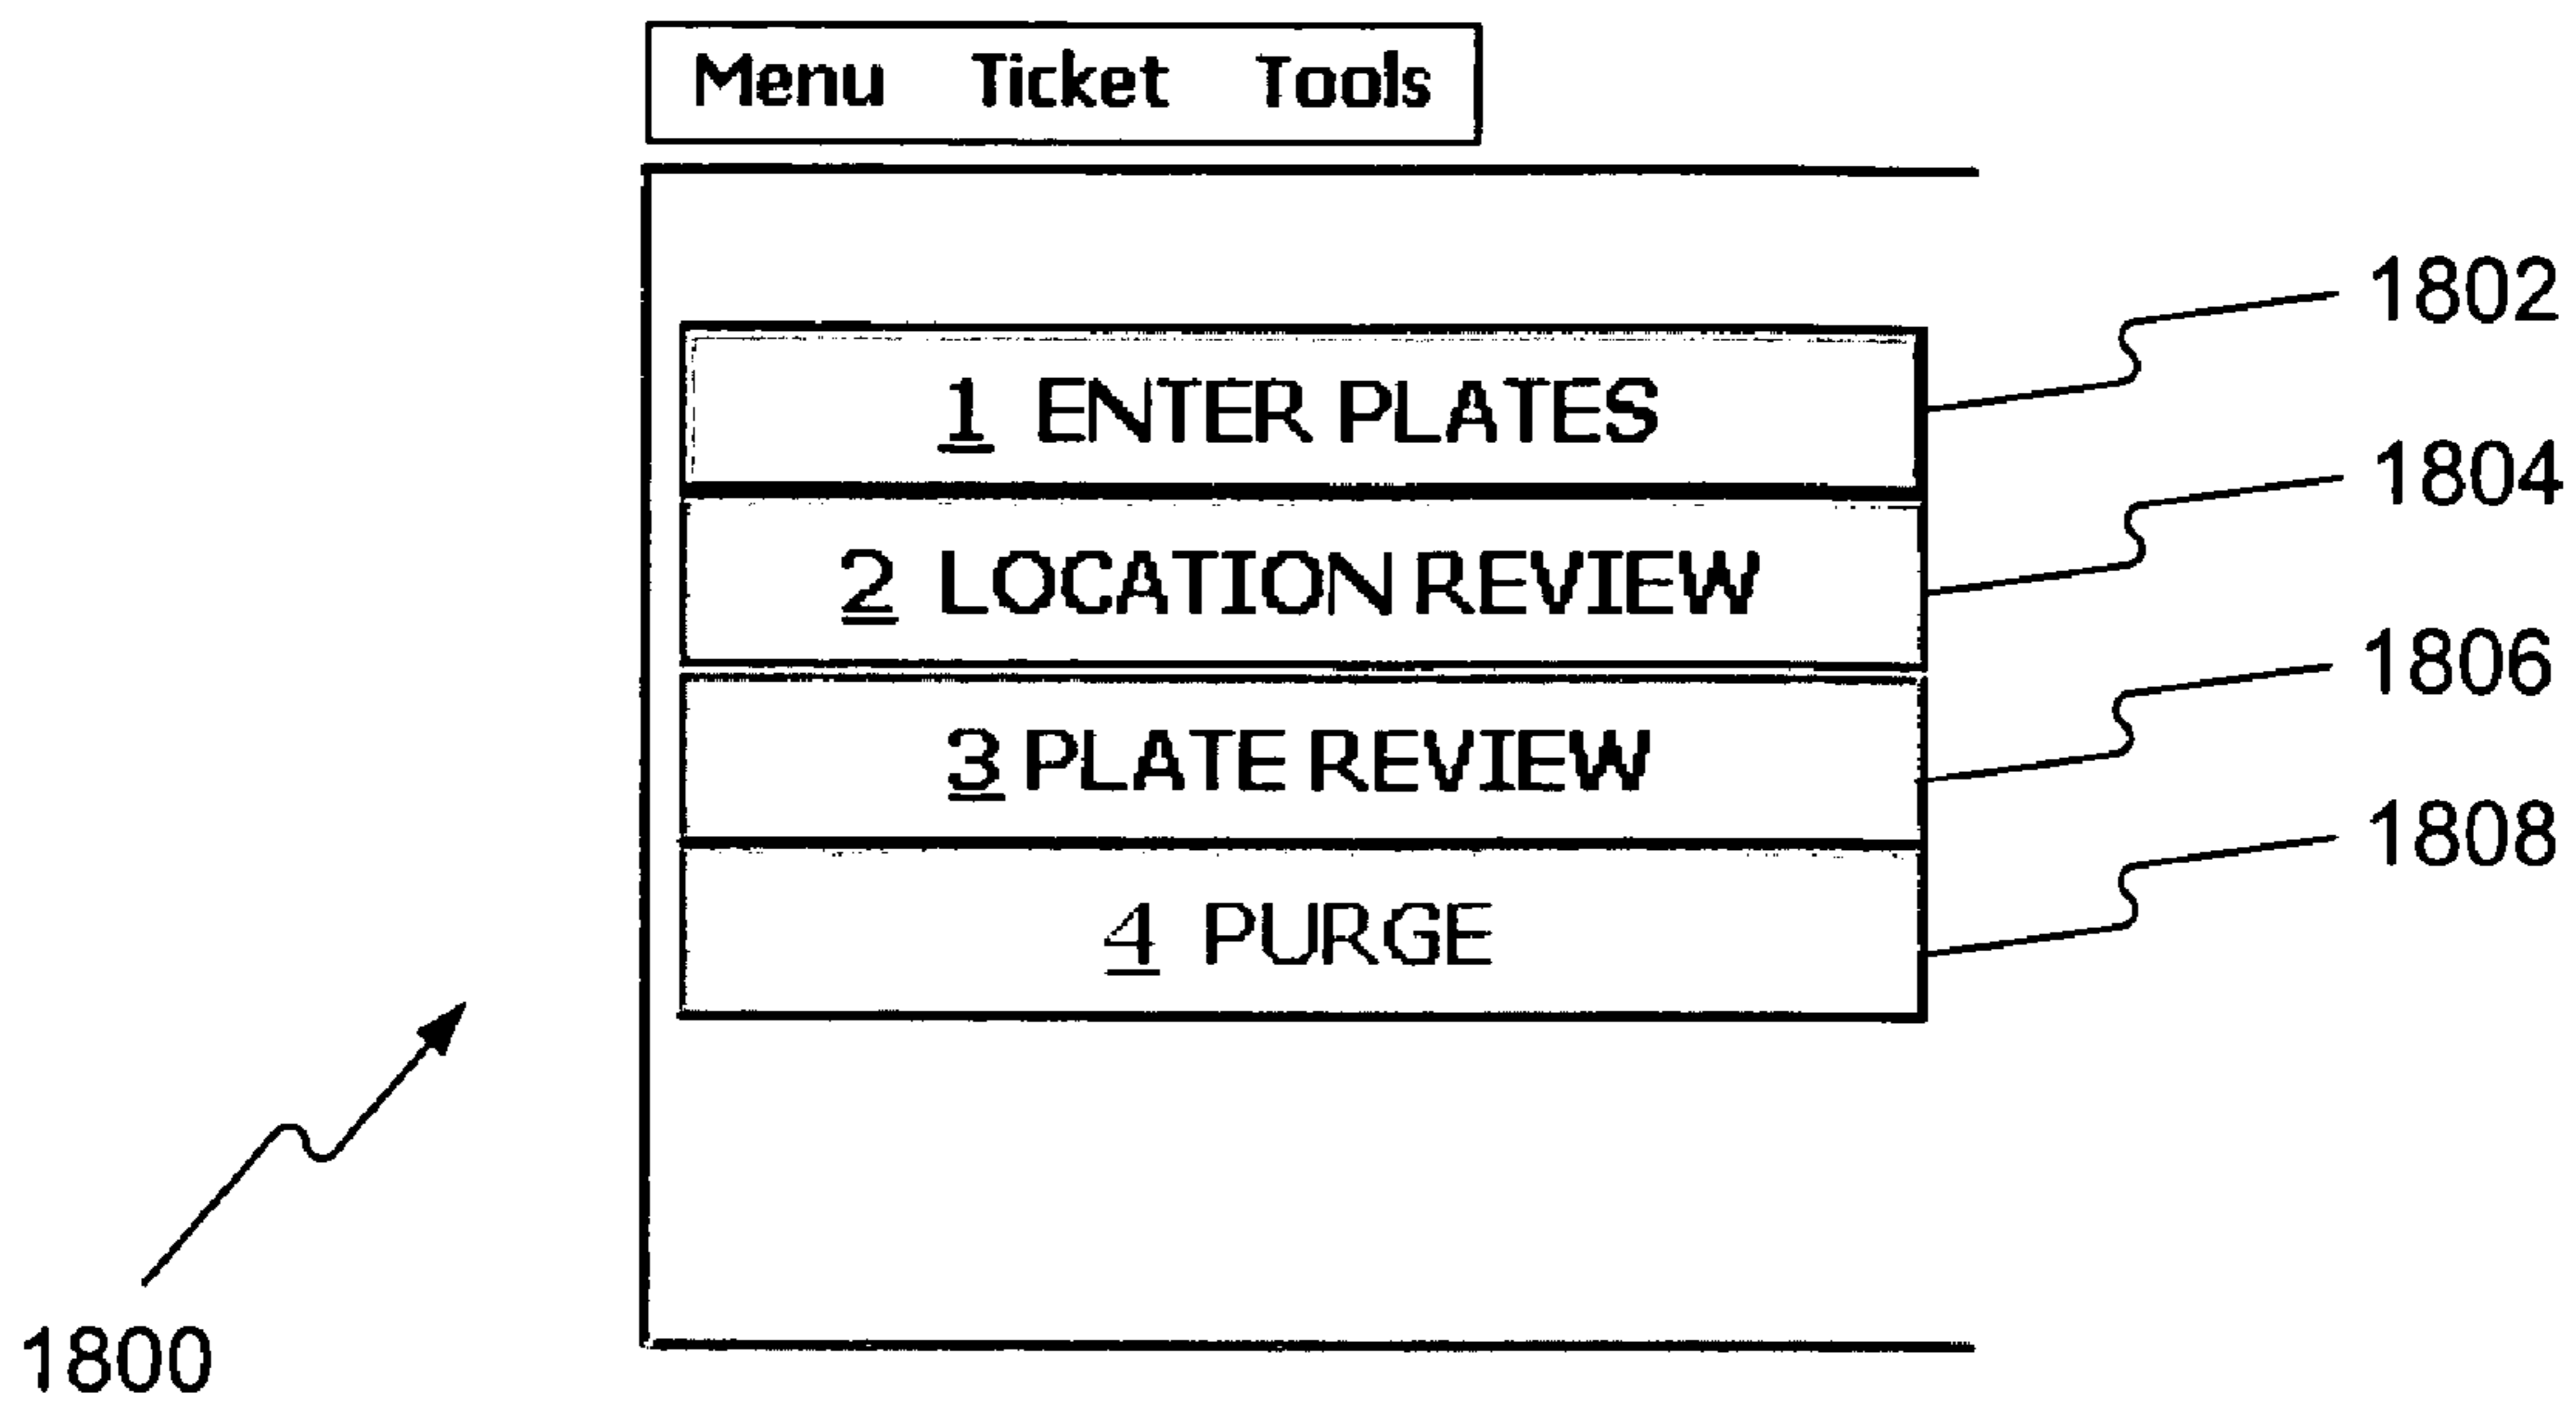 Menu Ticket Tools
1802
1 ENTER PLATES
1804
2 LOCATION REVIEW
1806
3 PLATE REVIEW
1808
4 PURGE
1800